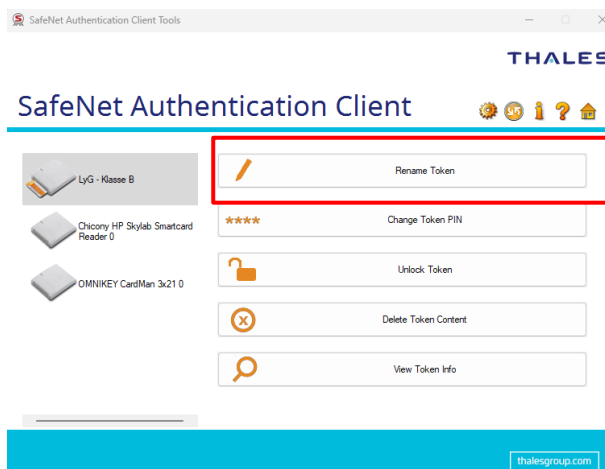 SafeNet Authentication Client Tools
THALES
SafeNet Authentication Client
LyG - Klasse B
Chicony HP Skylab Smartcard
Reader 0
OMNIKEY CardMan 3x21 0
Rename Token
****
Change Token PIN
Unlock Token
Delete Token Content
View Token Info
thalesgroup.com